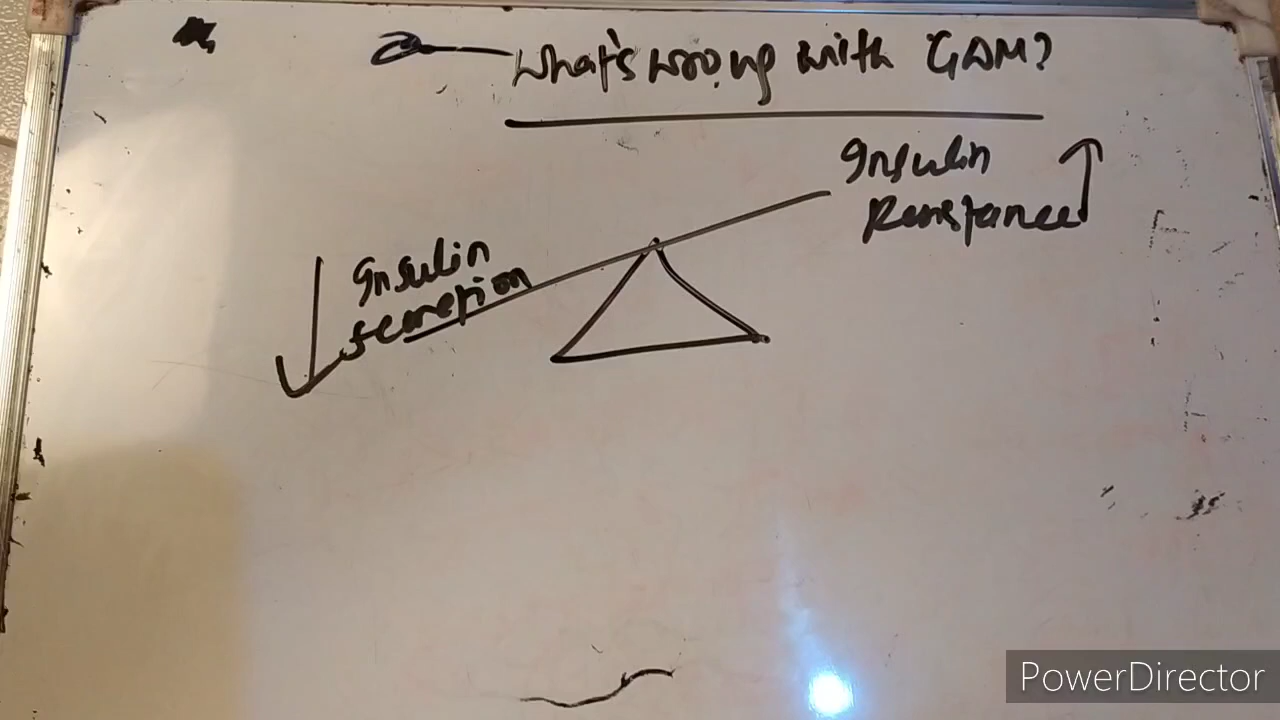 What's wrong with GDM?
Insulin
Resistance
Insulin
secretion
PowerDirector